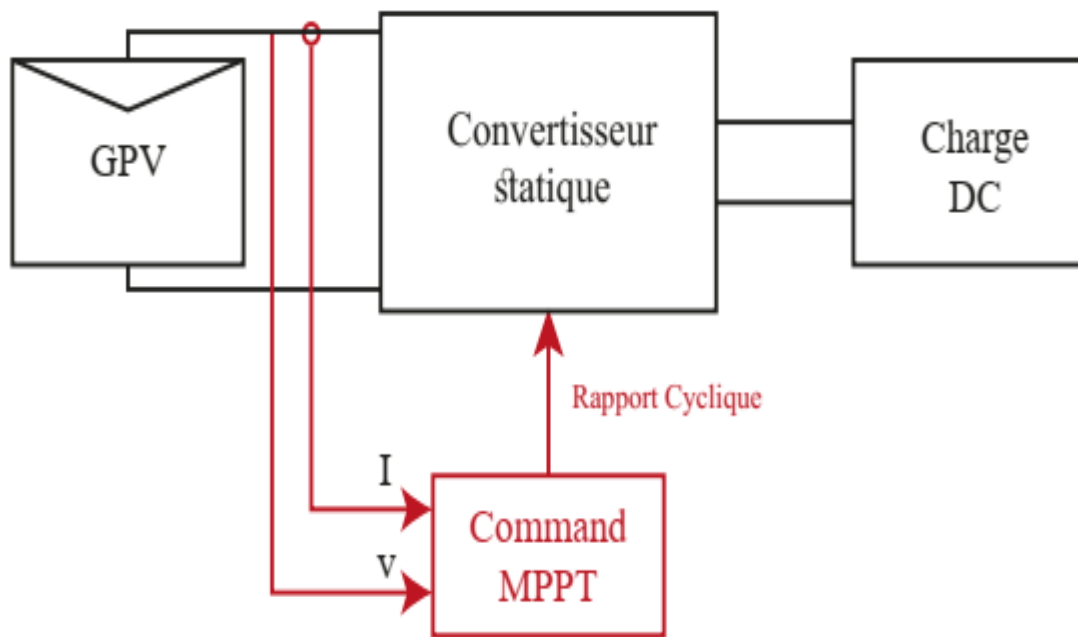 GPV
Convertisseur
statique
Charge
DC
Rapport Cyclique
I
v
Command
MPPT